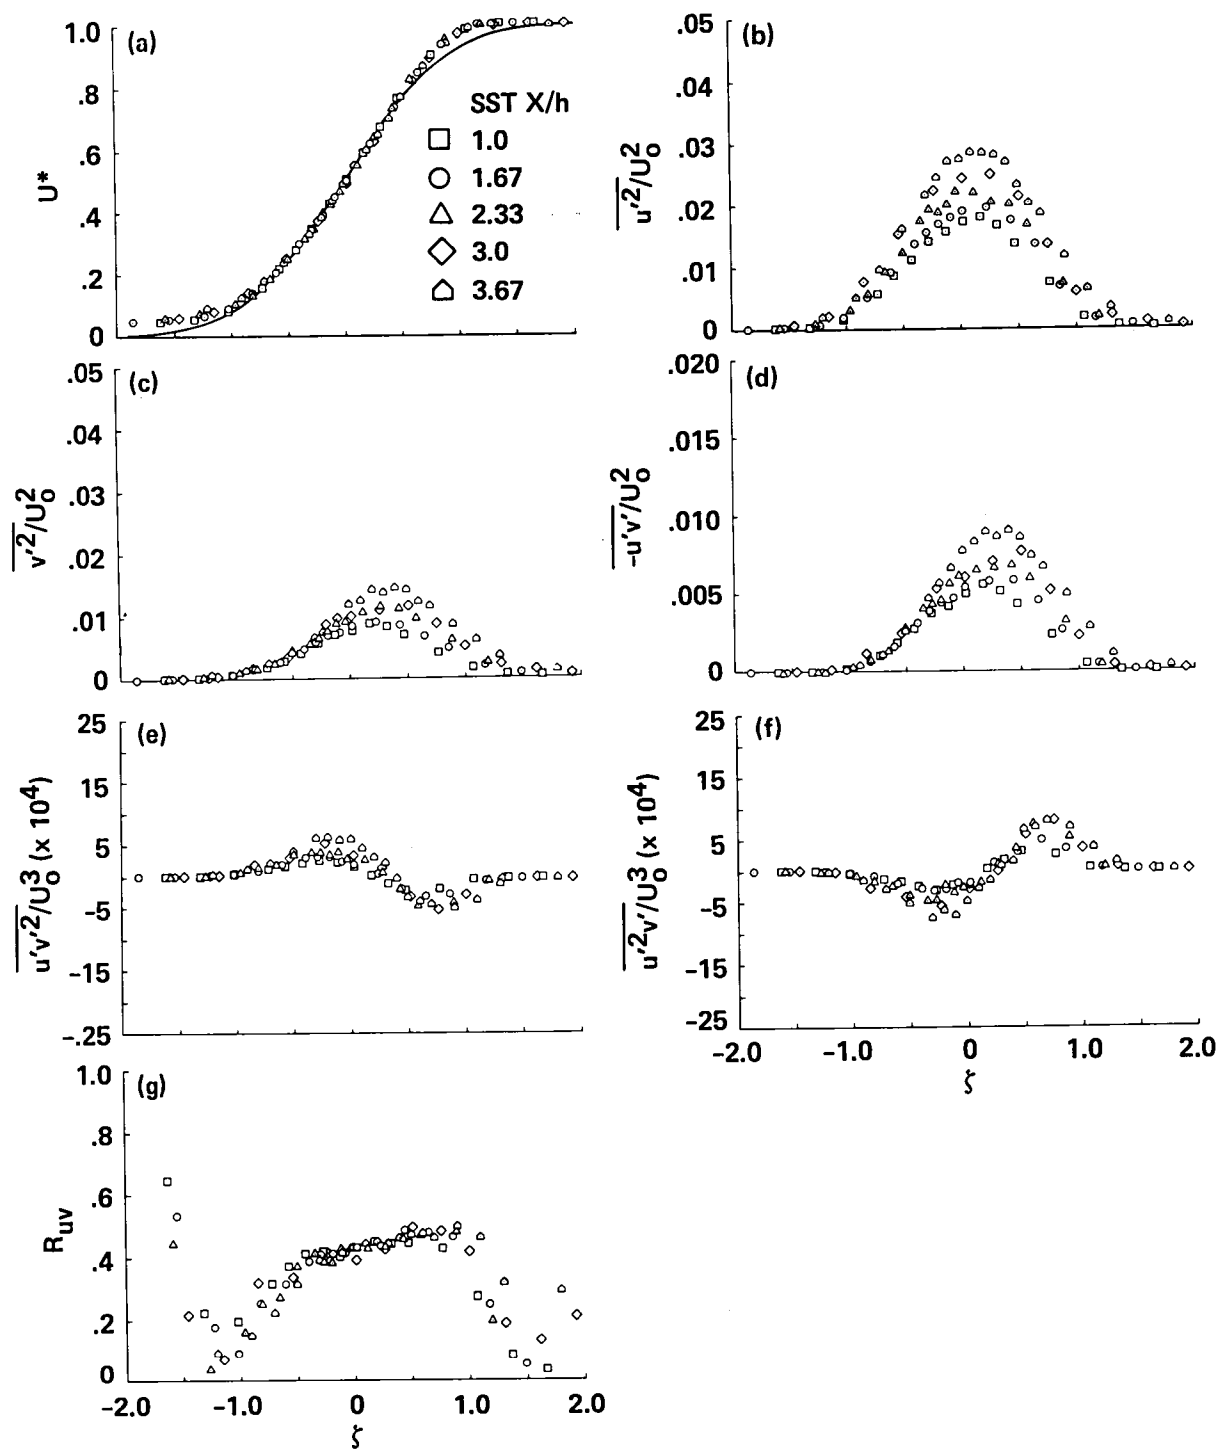 (a)
1.0
.8
.6
.4
.2
0
U*
SST X/h
1.0
1.67
2.33
3.0
3.67
(b)
.05
.04
.03
.02
.01
0
u'²/U₀²
(c)
.05
.04
.03
.02
.01
0
v'²/U₀²
(d)
.020
.015
.010
.005
0
-u'v'/U₀²
(e)
25
15
5
-5
-15
-.25
u'v'²/U₀³ (x 10⁴)
(f)
25
15
5
-5
-15
-25
u'²v'/U₀³ (x 10⁴)
-2.0 -1.0 0 1.0 2.0
ζ
(g)
1.0
.8
.6
.4
.2
0
Ruv
-2.0 -1.0 0 1.0 2.0
ζ